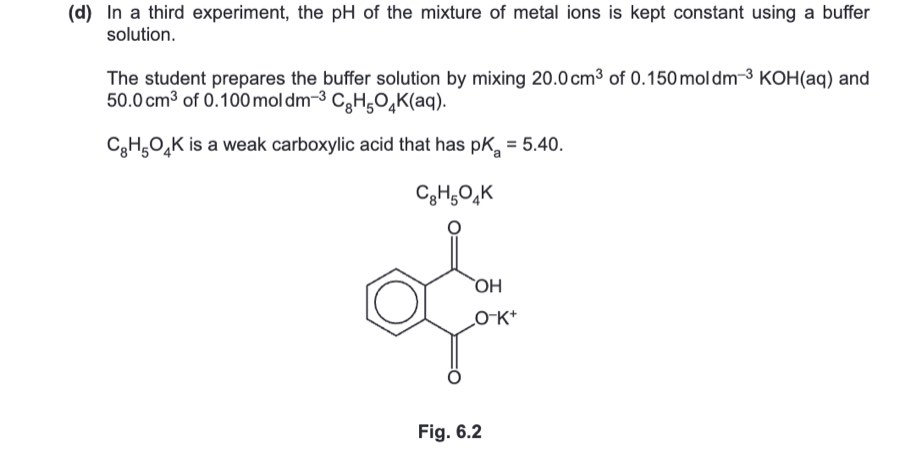 (d) In a third experiment, the pH of the mixture of metal ions is kept constant using a buffer
solution.
The student prepares the buffer solution by mixing 20.0 cm³ of 0.150 mol dm⁻³ KOH(aq) and
50.0 cm³ of 0.100 mol dm⁻³ C₈H₅O₄K(aq).
C₈H₅O₄K is a weak carboxylic acid that has pKₐ = 5.40.
C₈H₅O₄K
O
OH
O⁻K⁺
O
Fig. 6.2